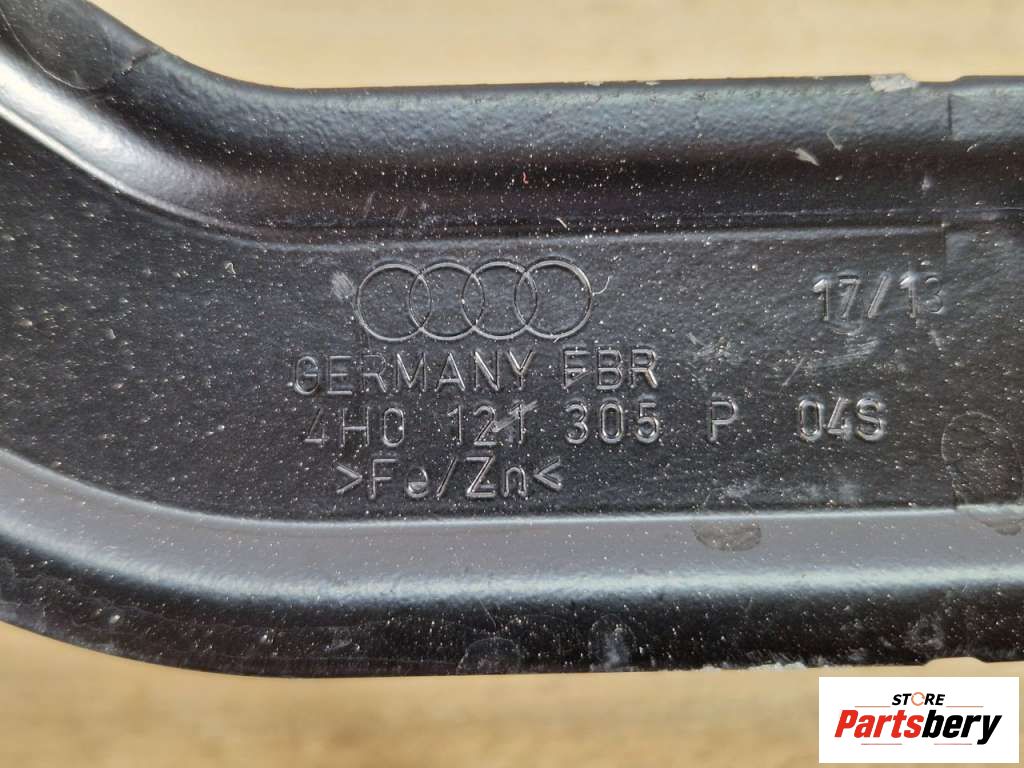 17/13
GERMANY FBR
4H0 121 305 P 04S
>Fe/Zn<
STORE
Partsbery